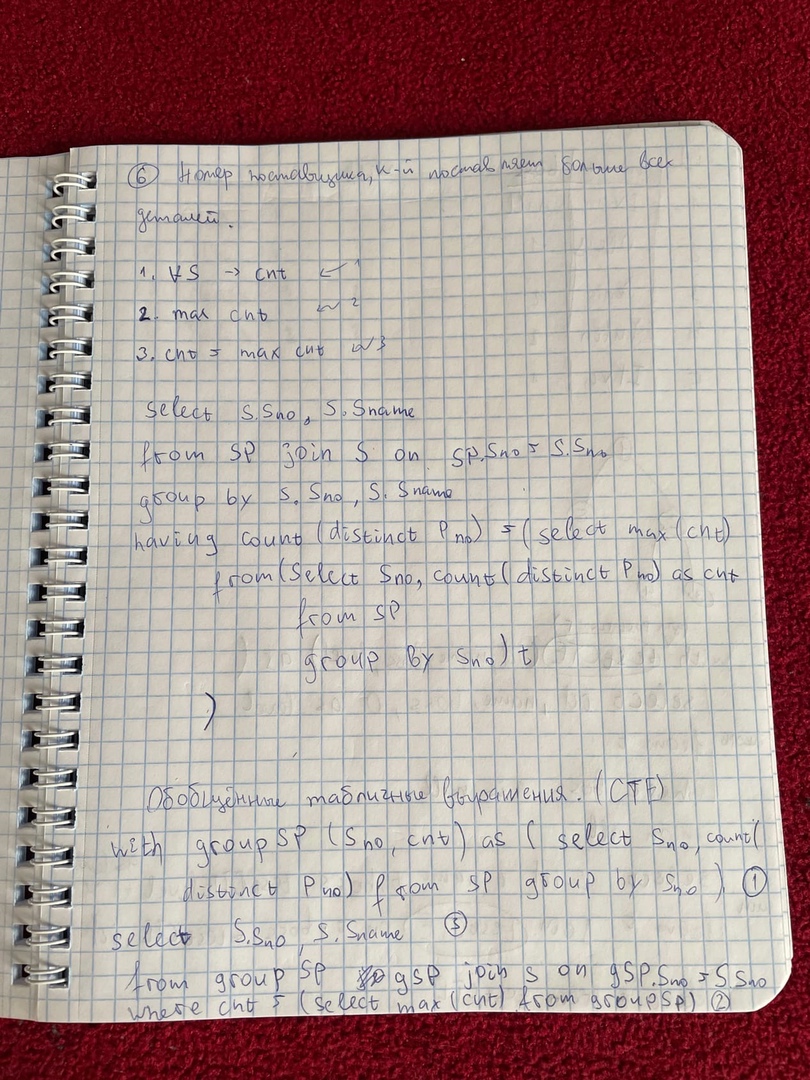 ⑥ Номер поставщика, к-й поставляет больше всех
деталей.
1. ∀S → cnt ↙ 1
2. max cnt ↙ 2
3. cnt = max cnt ↙ 3
select S.Sno, S.Sname
from SP join S on SP.Sno = S.Sno
group by S.Sno, S.Sname
having count (distinct Pno) = (select max (cnt)
from (Select Sno, count (distinct Pno) as cnt
from SP
group by Sno) t
)
Обобщённые табличные выражения. (CTE)
with groupSP (Sno, cnt) as ( select Sno, count(
distinct Pno) from SP group by Sno ) ①
select S.Sno, S.Sname ③
from groupSP gSP join S on gSP.Sno = S.Sno
where cnt = (select max (cnt) from groupSP) ②